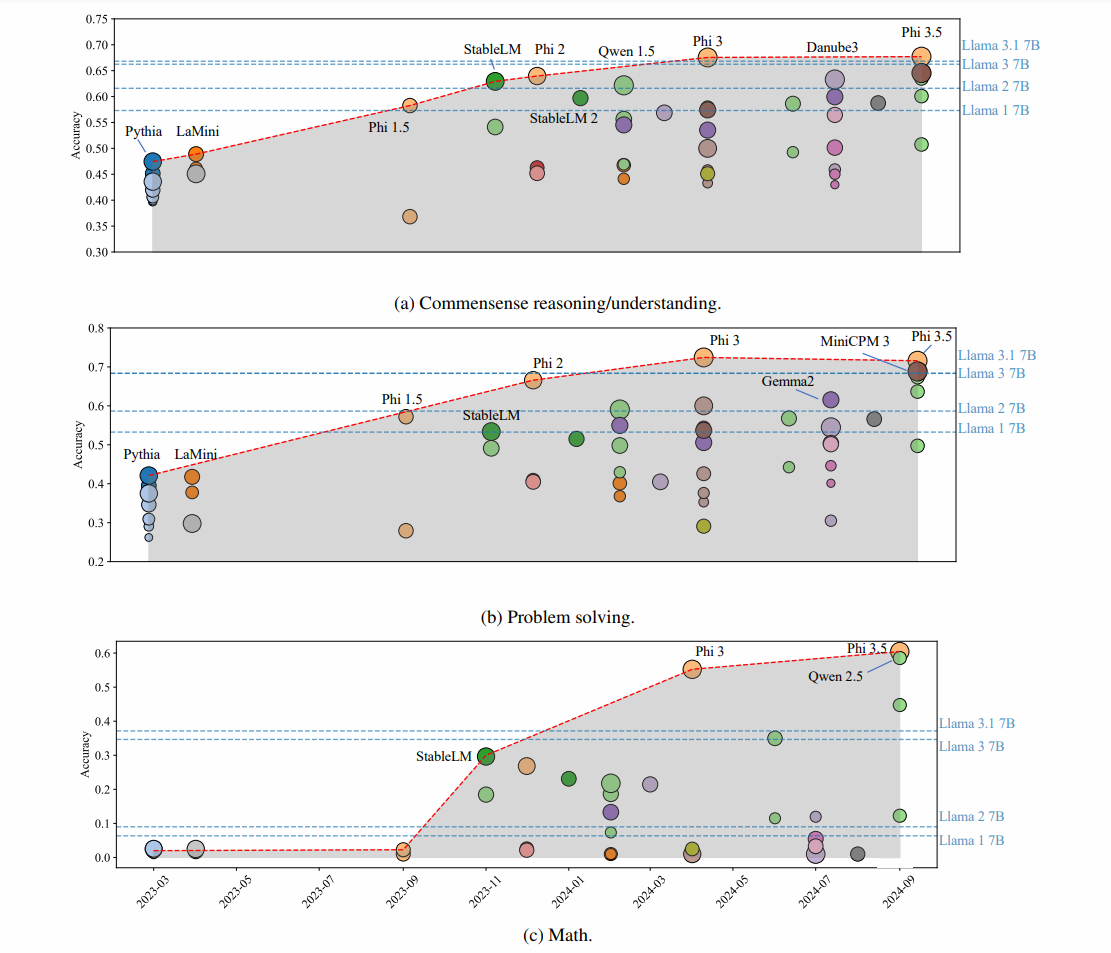 0.75
0.70
0.65
0.60
0.55
0.50
0.45
0.40
0.35
0.30
Accuracy
Pythia
LaMini
Phi 1.5
StableLM
Phi 2
StableLM 2
Qwen 1.5
Phi 3
Danube3
Phi 3.5
Llama 3.1 7B
Llama 3 7B
Llama 2 7B
Llama 1 7B
(a) Commensense reasoning/understanding.
0.8
0.7
0.6
0.5
0.4
0.3
0.2
Accuracy
Pythia
LaMini
Phi 1.5
StableLM
Phi 2
Phi 3
Gemma2
MiniCPM 3
Phi 3.5
Llama 3.1 7B
Llama 3 7B
Llama 2 7B
Llama 1 7B
(b) Problem solving.
0.6
0.5
0.4
0.3
0.2
0.1
0.0
Accuracy
StableLM
Phi 3
Phi 3.5
Qwen 2.5
Llama 3.1 7B
Llama 3 7B
Llama 2 7B
Llama 1 7B
2023-03
2023-05
2023-07
2023-09
2023-11
2024-01
2024-03
2024-05
2024-07
2024-09
(c) Math.